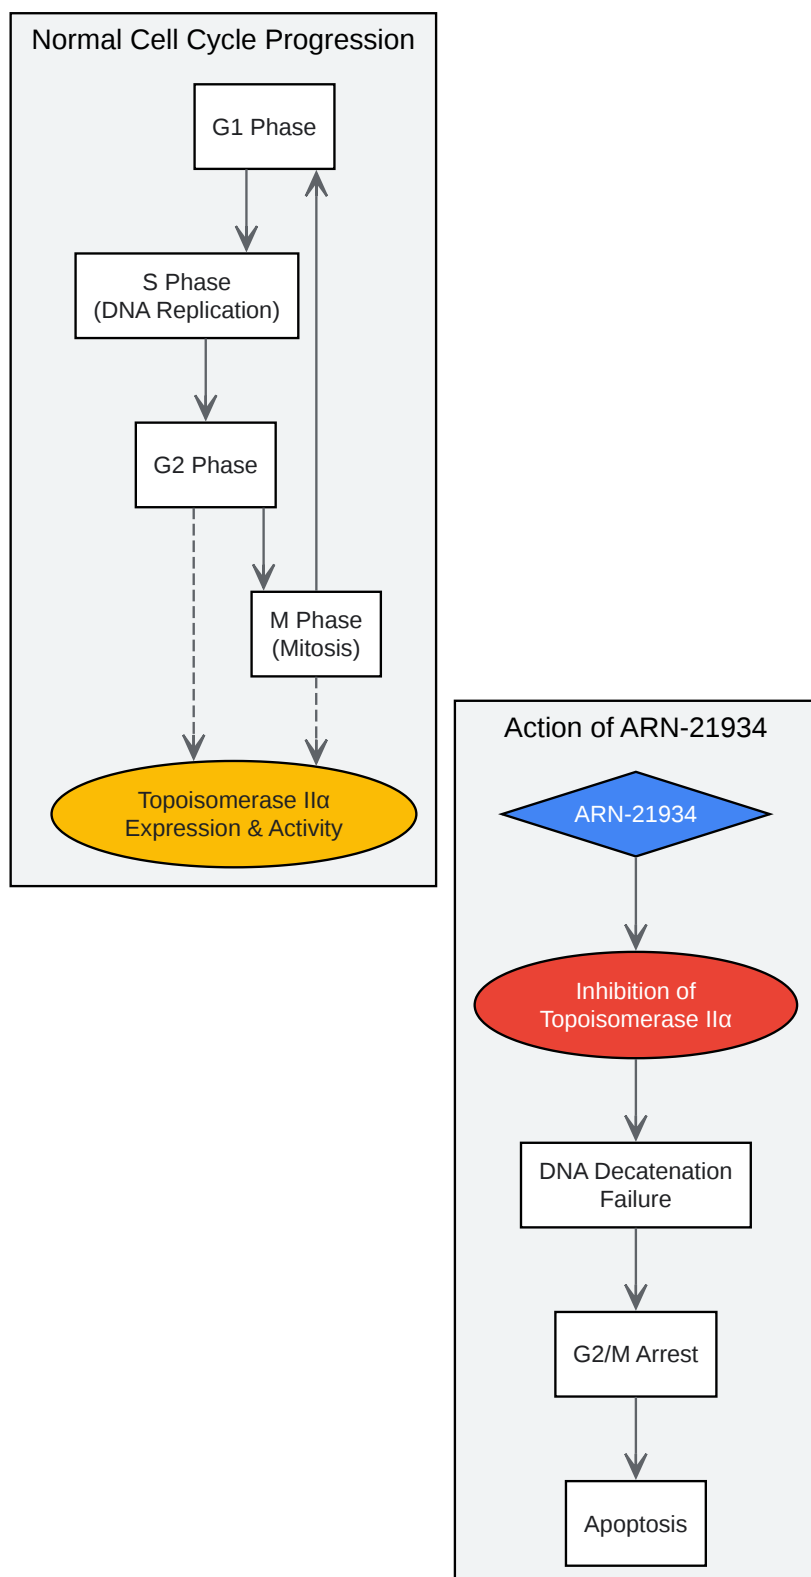 Normal Cell Cycle Progression
G1 Phase
S Phase
(DNA Replication)
G2 Phase
M Phase
(Mitosis)
Topoisomerase IIα
Expression & Activity
Action of ARN-21934
ARN-21934
Inhibition of
Topoisomerase IIα
DNA Decatenation
Failure
G2/M Arrest
Apoptosis